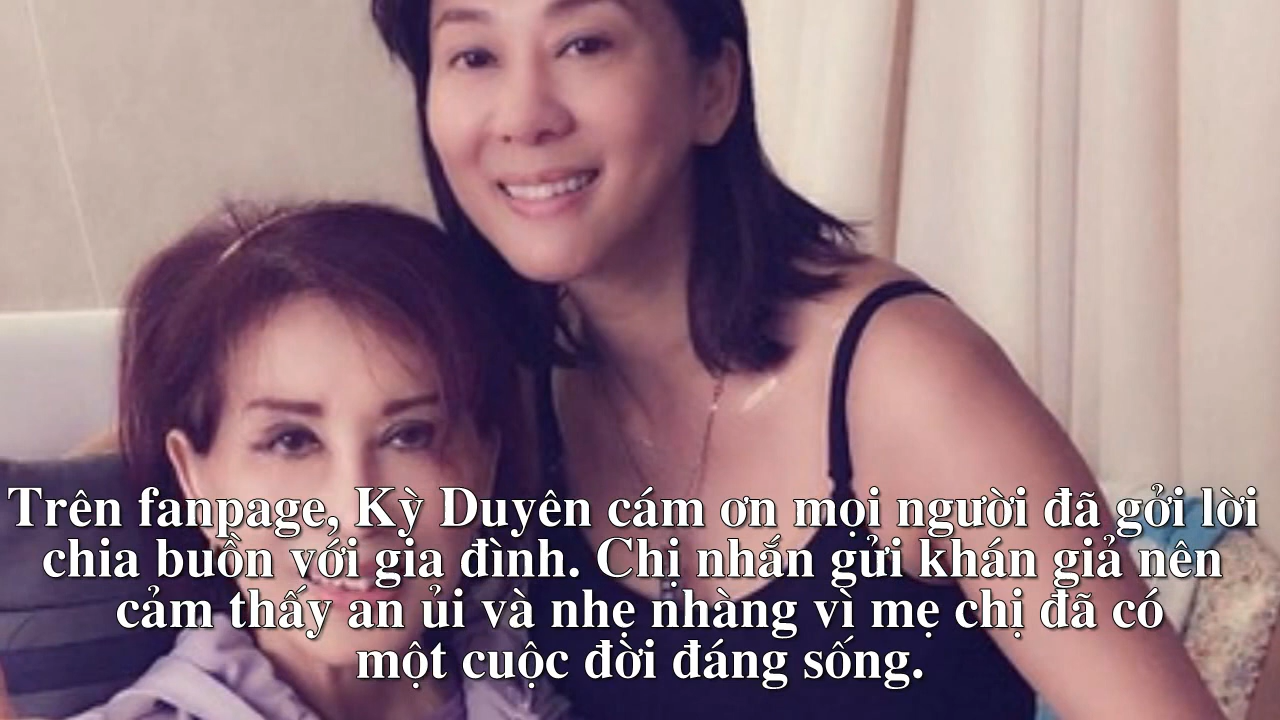 Trên fanpage, Kỳ Duyên cám ơn mọi người đã gởi lời
chia buồn với gia đình. Chị nhắn gửi khán giả nên
cảm thấy an ủi và nhẹ nhàng vì mẹ chị đã có
một cuộc đời đáng sống.